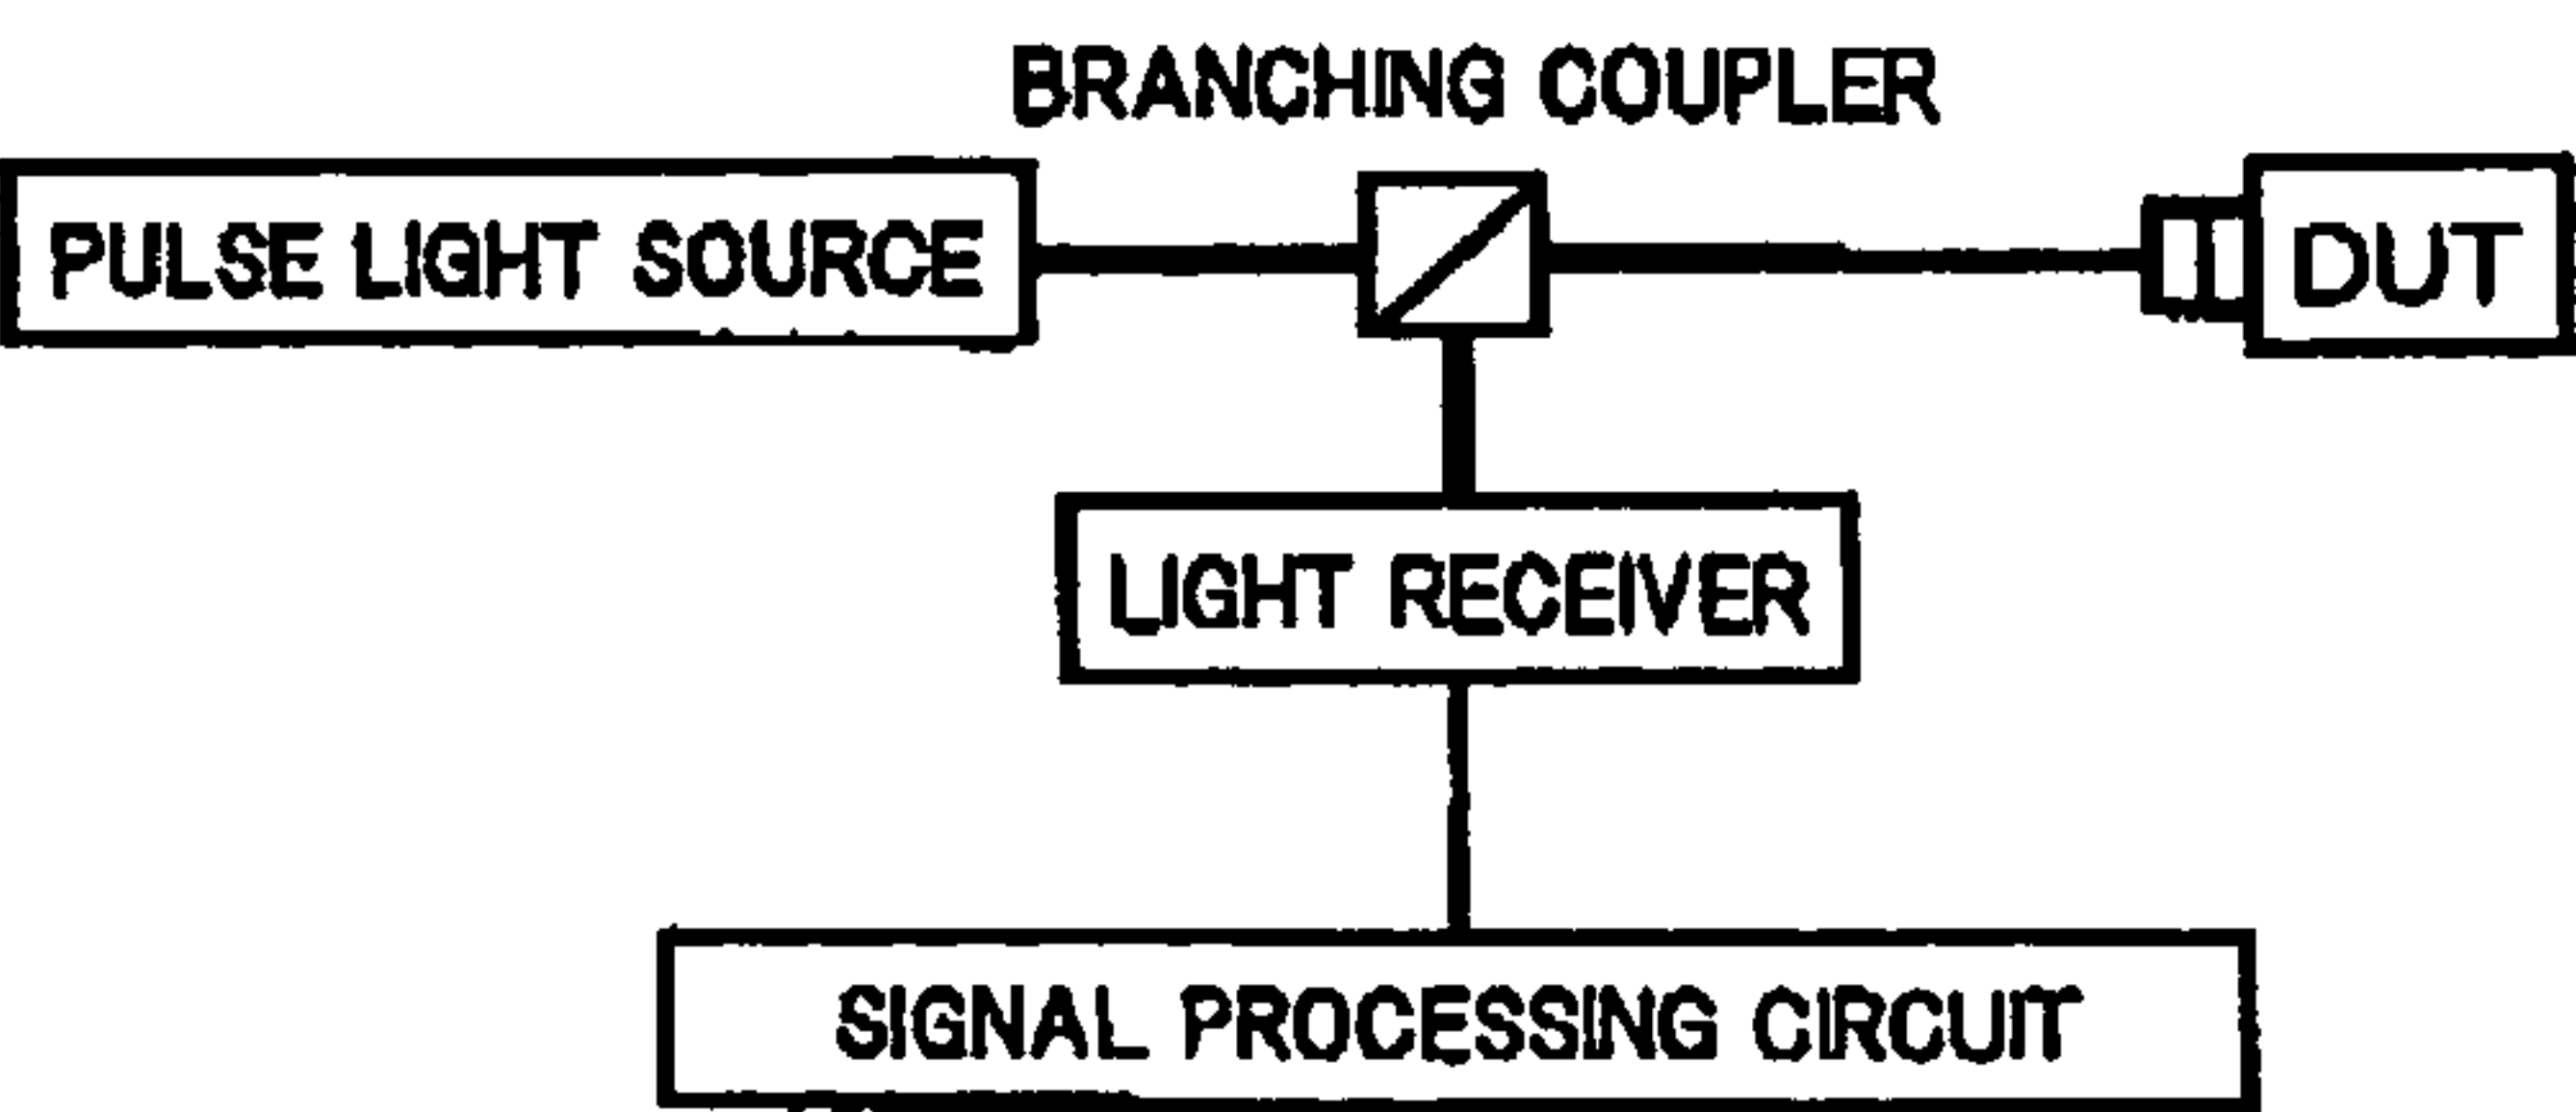 BRANCHING COUPLER
PULSE LIGHT SOURCE
DUT
LIGHT RECEIVER
SIGNAL PROCESSING CIRCUIT